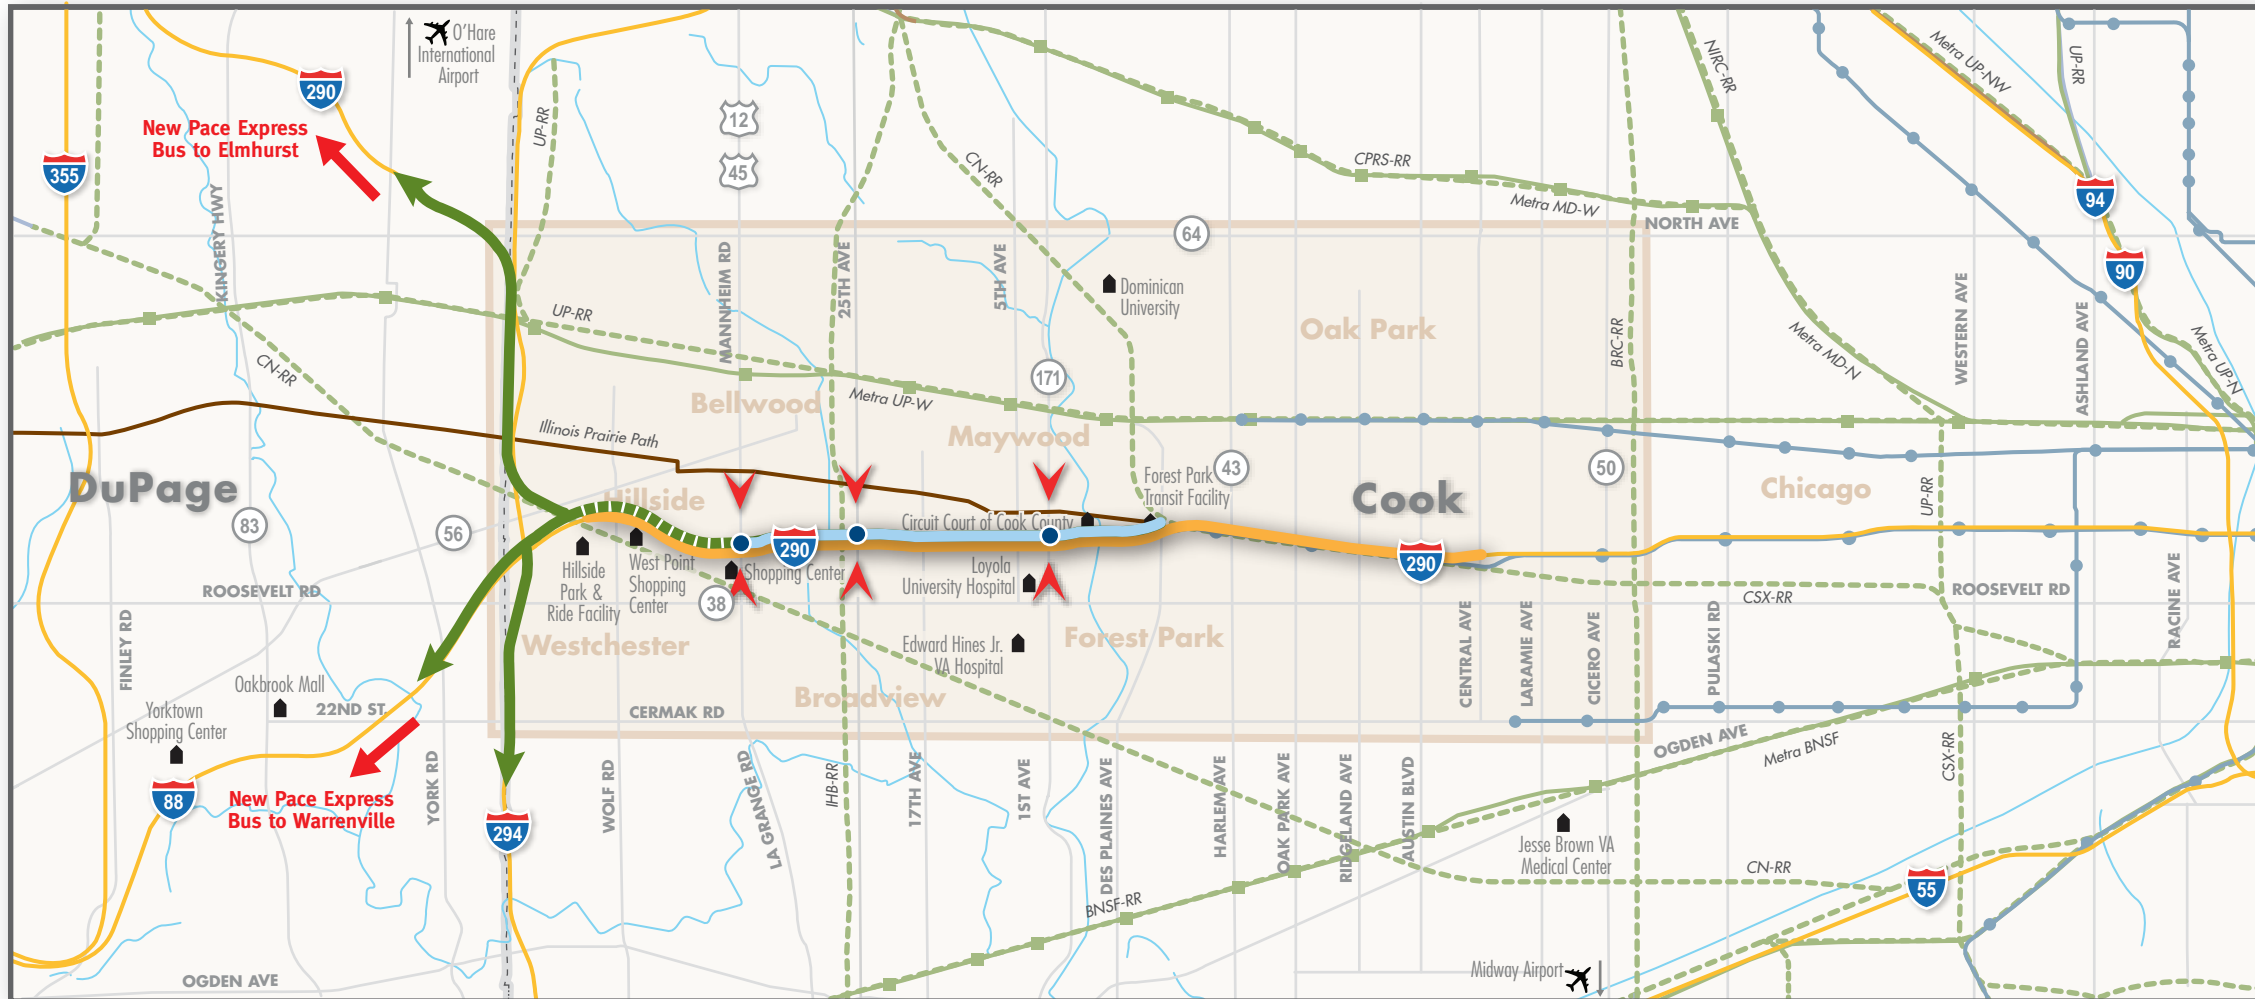 O'Hare
International
Airport
290
New Pace Express
Bus to Elmhurst
355
UP-RR
12
45
CN-RR
CPRS-RR
Metra MD-W
NIRC-RR
Metra UP-NW
UP-RR
94
90
NORTH AVE
64
KINGERY HWY
MANNHEIM RD
25TH AVE
5TH AVE
Dominican
University
Oak Park
BRC-RR
WESTERN AVE
ASHLAND AVE
Metra MD-N
Metra UP-N
UP-RR
CN-RR
171
Bellwood
Metra UP-W
Maywood
Illinois Prairie Path
DuPage
83
56
Hillside
Forest Park
Transit Facility
43
Cook
50
Chicago
UP-RR
Circuit Court of Cook County
290
290
Hillside
Park &
Ride Facility
West Point
Shopping
Center
Shopping Center
Loyola
University Hospital
38
ROOSEVELT RD
CSX-RR
ROOSEVELT RD
RACINE AVE
FINLEY RD
Westchester
Edward Hines Jr.
VA Hospital
Forest Park
CENTRAL AVE
LARAMIE AVE
CICERO AVE
PULASKI RD
Oakbrook Mall
22ND ST.
Yorktown
Shopping Center
Broadview
CERMAK RD
OGDEN AVE
Metra BNSF
CSX-RR
88
New Pace Express
Bus to Warrenville
YORK RD
294
WOLF RD
LA GRANGE RD
IHB-RR
17TH AVE
1ST AVE
DES PLAINES AVE
HARLEM AVE
OAK PARK AVE
RIDGELAND AVE
AUSTIN BLVD
Jesse Brown VA
Medical Center
CN-RR
55
BNSF-RR
Midway Airport
OGDEN AVE